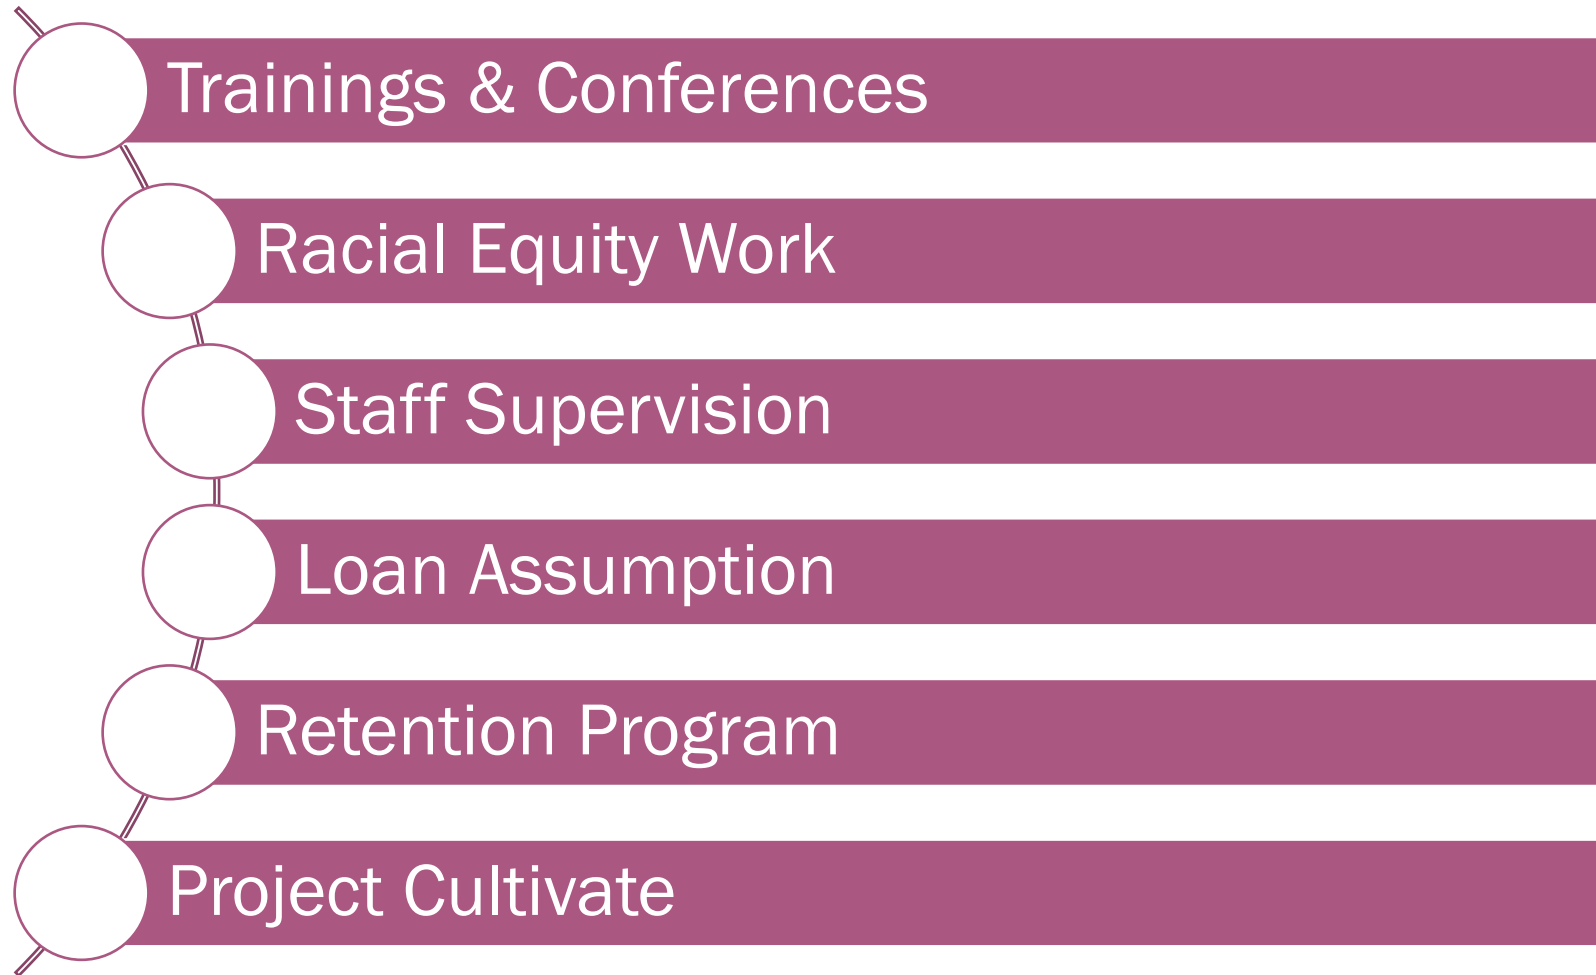 Trainings & Conferences
Racial Equity Work
Staff Supervision
Loan Assumption
Retention Program
Project Cultivate